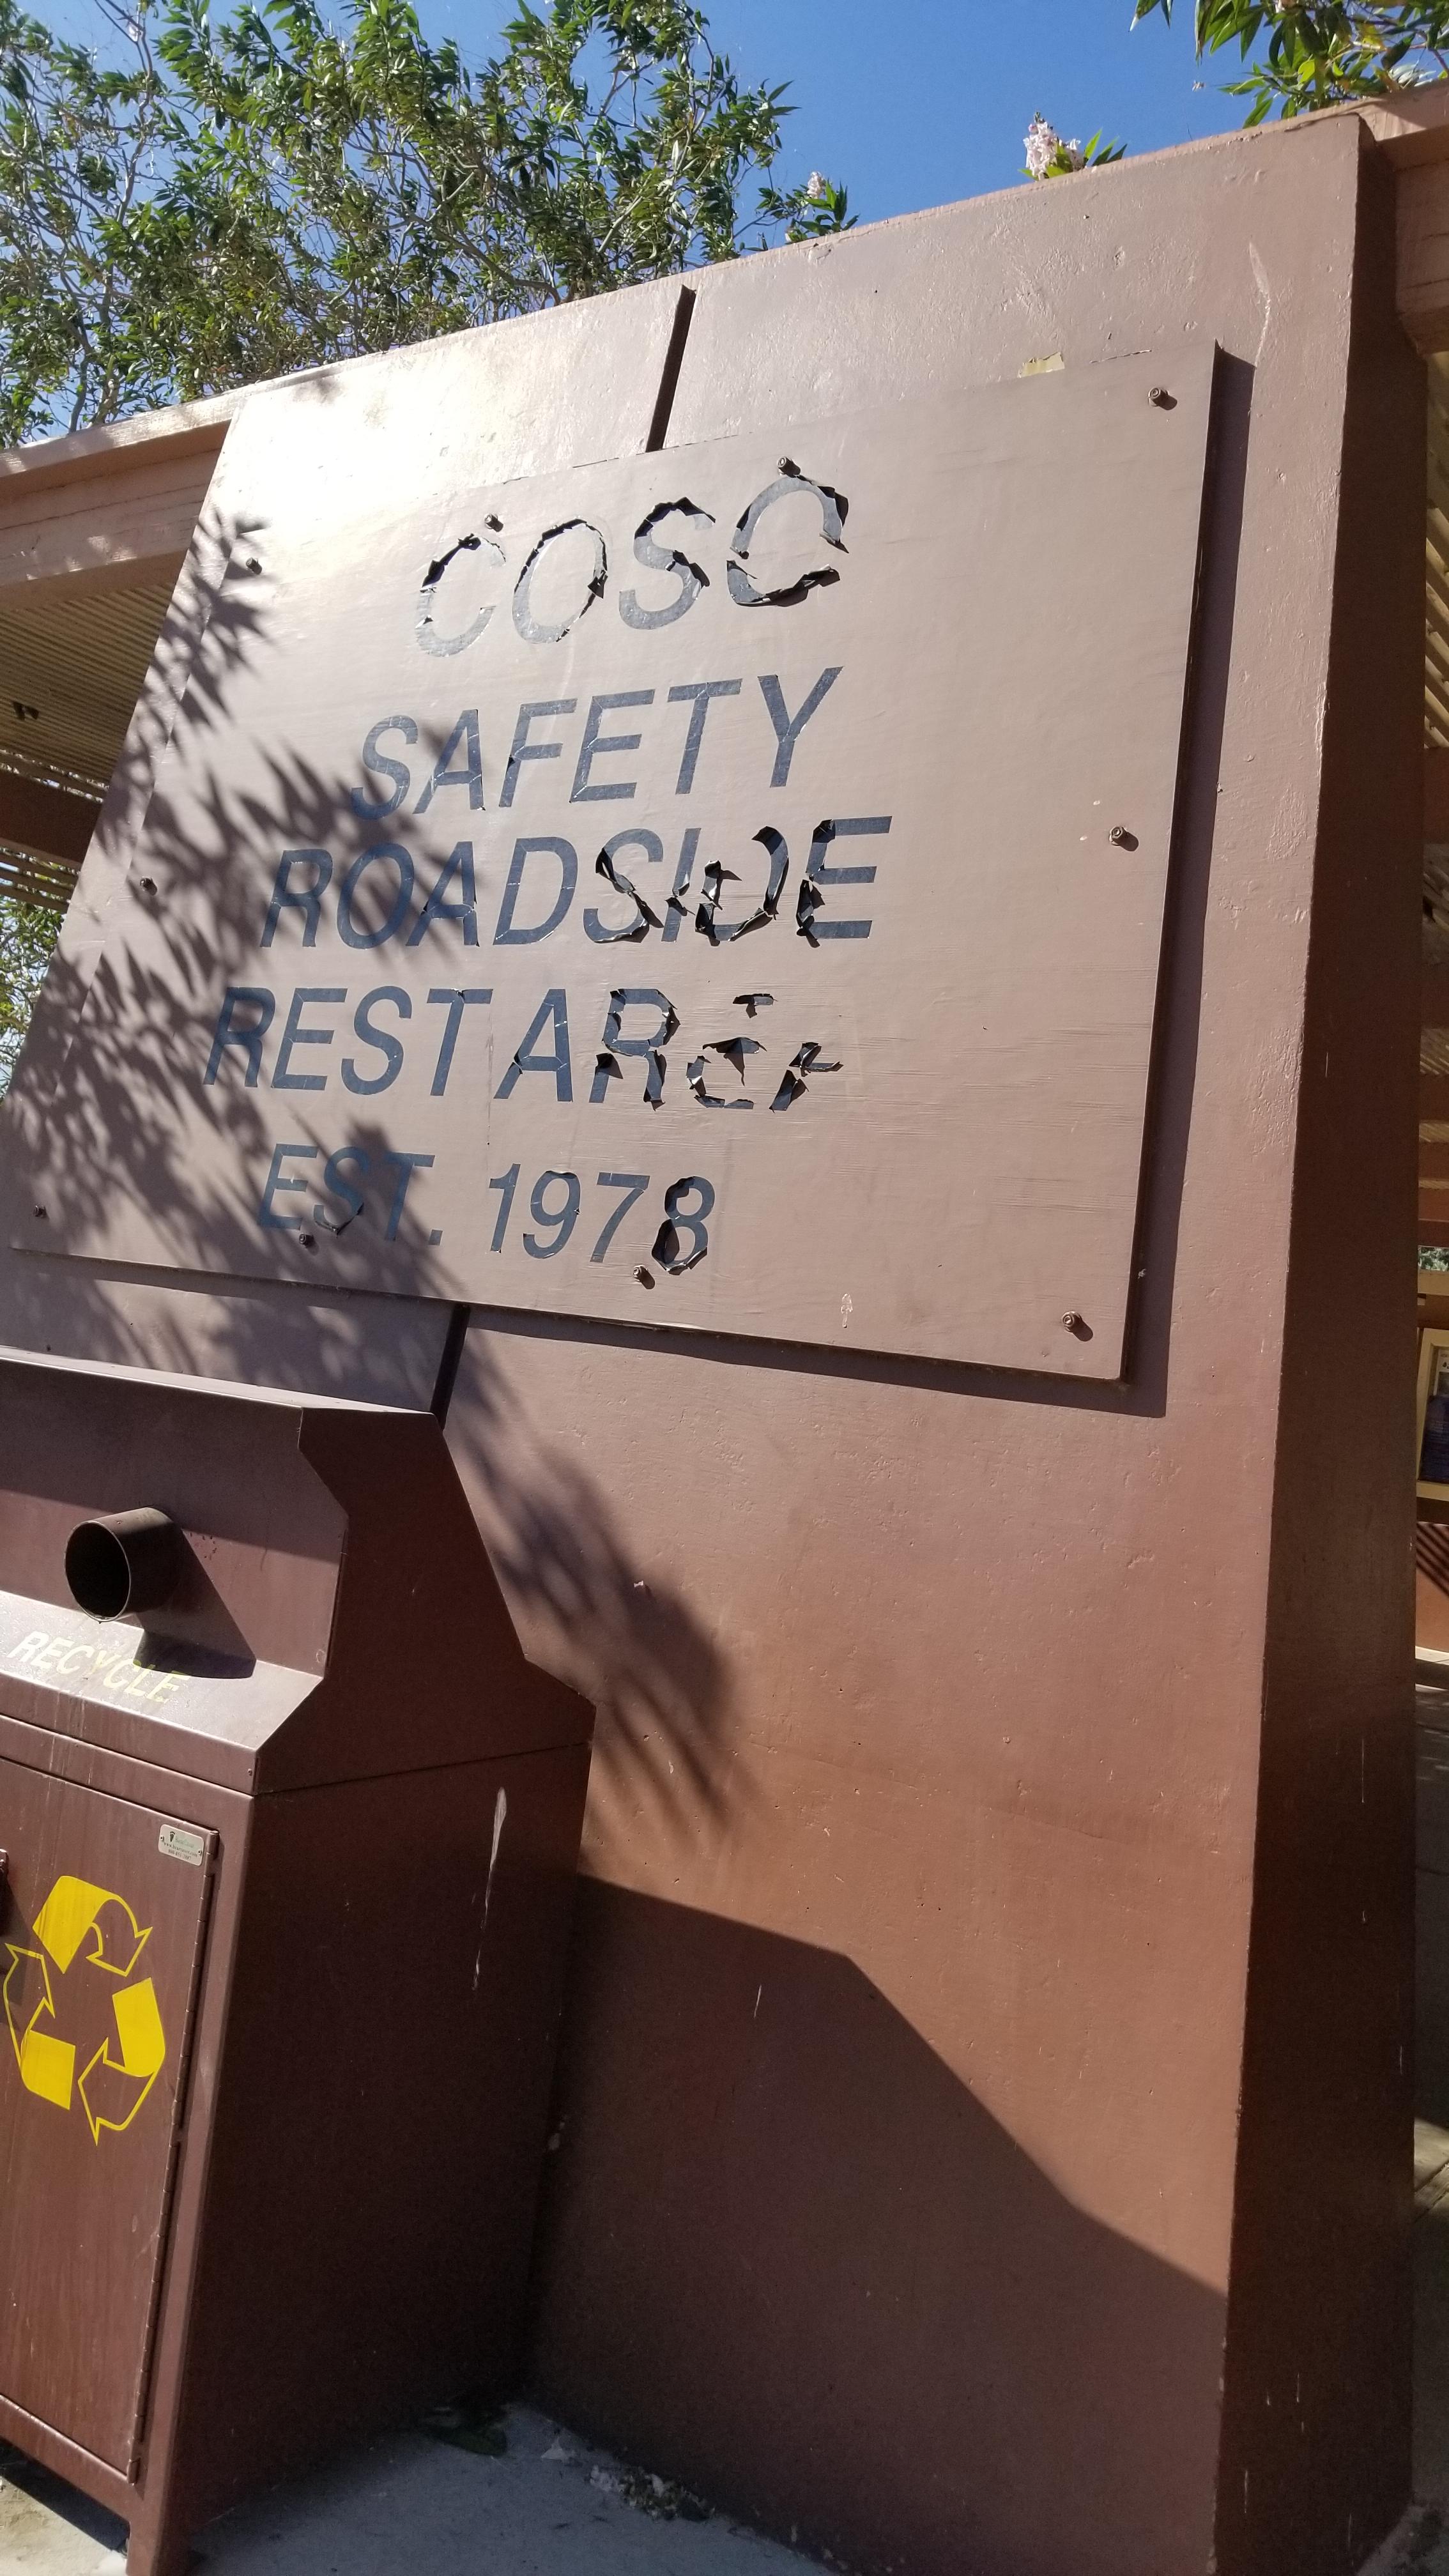 COSO
SAFETY
ROADSIDE
REST AREA
EST. 1978
RECYCLE